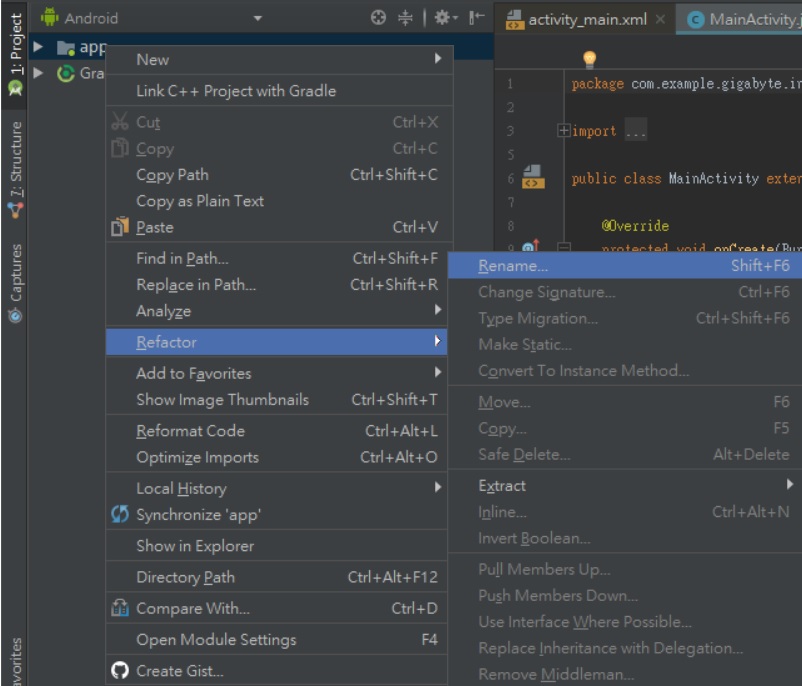 1: Project
7: Structure
Captures
avorites
Android
app
Gra
activity_main.xml
MainActivity.j
1 package com.example.gigabyte.in
2
3 import ...
5
6 public class MainActivity exten
7
8 @Override
9 protected void onCreate(Bun
New
Link C++ Project with Gradle
Cut Ctrl+X
Copy Ctrl+C
Copy Path Ctrl+Shift+C
Copy as Plain Text
Paste Ctrl+V
Find in Path... Ctrl+Shift+F
Replace in Path... Ctrl+Shift+R
Analyze
Refactor
Add to Favorites
Show Image Thumbnails Ctrl+Shift+T
Reformat Code Ctrl+Alt+L
Optimize Imports Ctrl+Alt+O
Local History
Synchronize 'app'
Show in Explorer
Directory Path Ctrl+Alt+F12
Compare With... Ctrl+D
Open Module Settings F4
Create Gist...
Rename... Shift+F6
Change Signature... Ctrl+F6
Type Migration... Ctrl+Shift+F6
Make Static...
Convert To Instance Method...
Move... F6
Copy... F5
Safe Delete... Alt+Delete
Extract
Inline... Ctrl+Alt+N
Invert Boolean...
Pull Members Up...
Push Members Down...
Use Interface Where Possible...
Replace Inheritance with Delegation...
Remove Middleman...